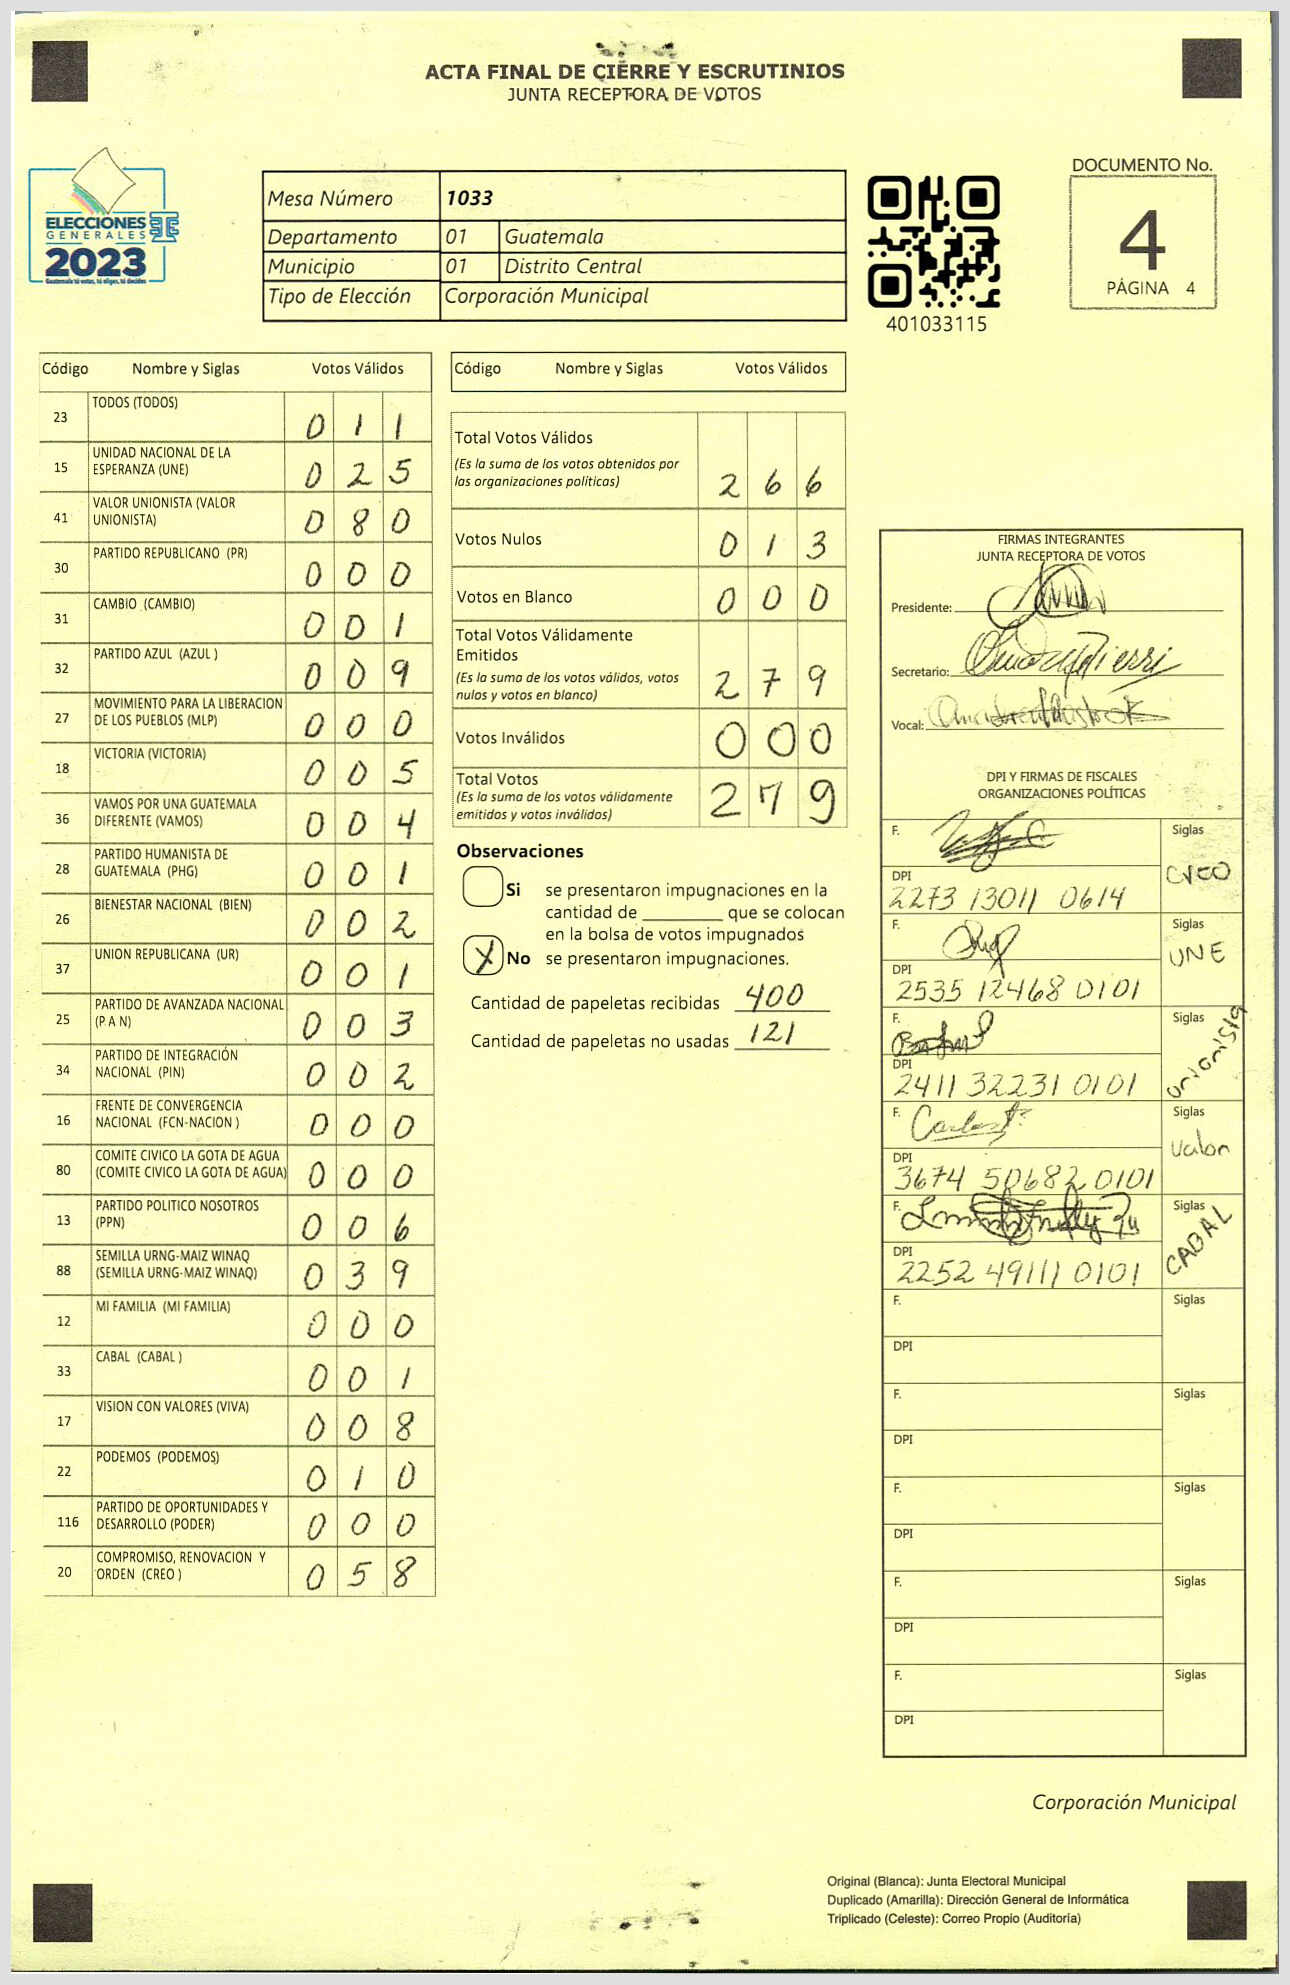 ACTA FINAL DE CIERRE Y ESCRUTINIOS
JUNTA RECEPTORA DE VOTOS
ELECCIONES
GENERALES
2023
Guatemala tú votas, tú eliges, tú decides
Mesa Número 1033
Departamento 01 Guatemala
Municipio 01 Distrito Central
Tipo de Elección Corporación Municipal
401033115
DOCUMENTO No.
4
PÁGINA 4
Código Nombre y Siglas Votos Válidos
23 TODOS (TODOS) 0 1 1
15 UNIDAD NACIONAL DE LA
ESPERANZA (UNE) 0 2 5
41 VALOR UNIONISTA (VALOR
UNIONISTA) 0 8 0
30 PARTIDO REPUBLICANO (PR) 0 0 0
31 CAMBIO (CAMBIO) 0 0 1
32 PARTIDO AZUL (AZUL ) 0 0 9
27 MOVIMIENTO PARA LA LIBERACION
DE LOS PUEBLOS (MLP) 0 0 0
18 VICTORIA (VICTORIA) 0 0 5
36 VAMOS POR UNA GUATEMALA
DIFERENTE (VAMOS) 0 0 4
28 PARTIDO HUMANISTA DE
GUATEMALA (PHG) 0 0 1
26 BIENESTAR NACIONAL (BIEN) 0 0 2
37 UNION REPUBLICANA (UR) 0 0 1
25 PARTIDO DE AVANZADA NACIONAL
(P A N) 0 0 3
34 PARTIDO DE INTEGRACIÓN
NACIONAL (PIN) 0 0 2
16 FRENTE DE CONVERGENCIA
NACIONAL (FCN-NACION ) 0 0 0
80 COMITE CIVICO LA GOTA DE AGUA
(COMITE CIVICO LA GOTA DE AGUA) 0 0 0
13 PARTIDO POLITICO NOSOTROS
(PPN) 0 0 6
88 SEMILLA URNG-MAIZ WINAQ
(SEMILLA URNG-MAIZ WINAQ) 0 3 9
12 MI FAMILIA (MI FAMILIA) 0 0 0
33 CABAL (CABAL ) 0 0 1
17 VISION CON VALORES (VIVA) 0 0 8
22 PODEMOS (PODEMOS) 0 1 0
116 PARTIDO DE OPORTUNIDADES Y
DESARROLLO (PODER) 0 0 0
20 COMPROMISO, RENOVACION Y
ORDEN (CREO ) 0 5 8
Código Nombre y Siglas Votos Válidos
Total Votos Válidos
(Es la suma de los votos obtenidos por
las organizaciones políticas) 2 6 6
Votos Nulos 0 1 3
Votos en Blanco 0 0 0
Total Votos Válidamente
Emitidos
(Es la suma de los votos válidos, votos
nulos y votos en blanco) 2 7 9
Votos Inválidos 0 0 0
Total Votos
(Es la suma de los votos válidamente
emitidos y votos inválidos) 2 7 9
Observaciones
Si se presentaron impugnaciones en la
cantidad de ________ que se colocan
en la bolsa de votos impugnados
X No se presentaron impugnaciones.
Cantidad de papeletas recibidas 400
Cantidad de papeletas no usadas 121
FIRMAS INTEGRANTES
JUNTA RECEPTORA DE VOTOS
Presidente:
Secretario:
Vocal:
DPI Y FIRMAS DE FISCALES
ORGANIZACIONES POLÍTICAS
F. Siglas
CREO
DPI
2273 13011 0614
F. Siglas
UNE
DPI
2535 12468 0101
F. Siglas
unionista
DPI
2411 32231 0101
F. Siglas
Valor
DPI
3674 50682 0101
F. Siglas
CABAL
DPI
2252 49111 0101
F. Siglas
DPI
F. Siglas
DPI
F. Siglas
DPI
F. Siglas
DPI
F. Siglas
DPI
Corporación Municipal
Original (Blanca): Junta Electoral Municipal
Duplicado (Amarilla): Dirección General de Informática
Triplicado (Celeste): Correo Propio (Auditoría)